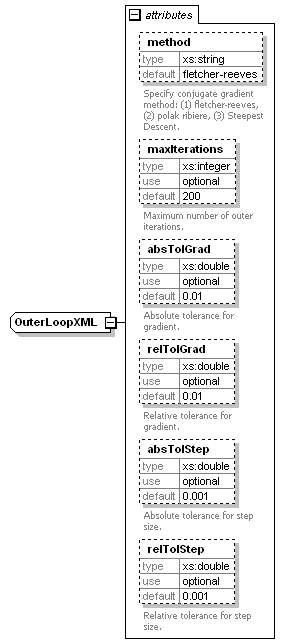 attributes
method
type xs:string
default fletcher-reeves
Specify conjugate gradient
method: (1) fletcher-reeves,
(2) polak ribiere, (3) Steepest
Descent.
maxIterations
type xs:integer
use optional
default 200
Maximum number of outer
iterations.
absTolGrad
type xs:double
use optional
default 0.01
Absolute tolerance for
gradient.
OuterLoopXML
relTolGrad
type xs:double
use optional
default 0.01
Relative tolerance for
gradient.
absTolStep
type xs:double
use optional
default 0.001
Absolute tolerance for step
size.
relTolStep
type xs:double
use optional
default 0.001
Relative tolerance for step
size.